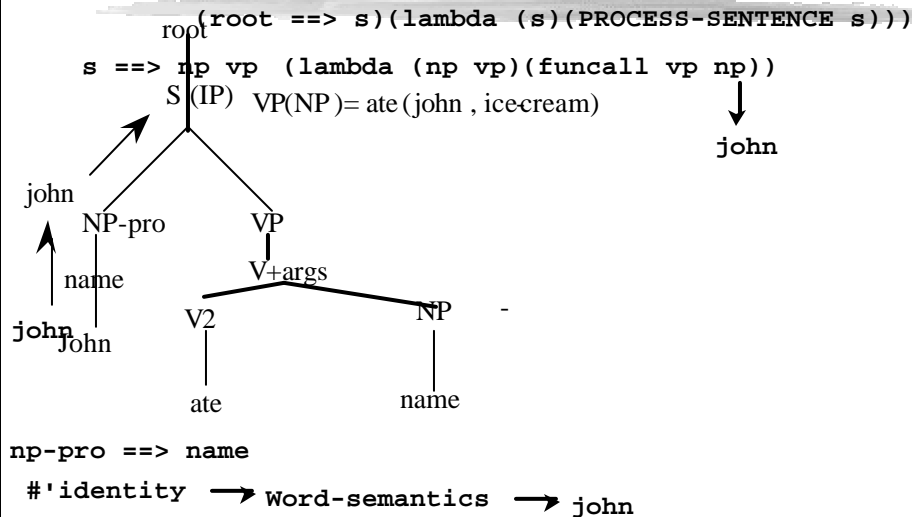 (root ==> s)(lambda (s)(PROCESS-SENTENCE s)))
root
s ==> np vp (lambda (np vp)(funcall vp np))
S (IP) VP(NP)= ate (john , ice-cream)
john
john
NP-pro VP
name V+args
V2 NP -
john John
ate name
np-pro ==> name
#'identity Word-semantics john